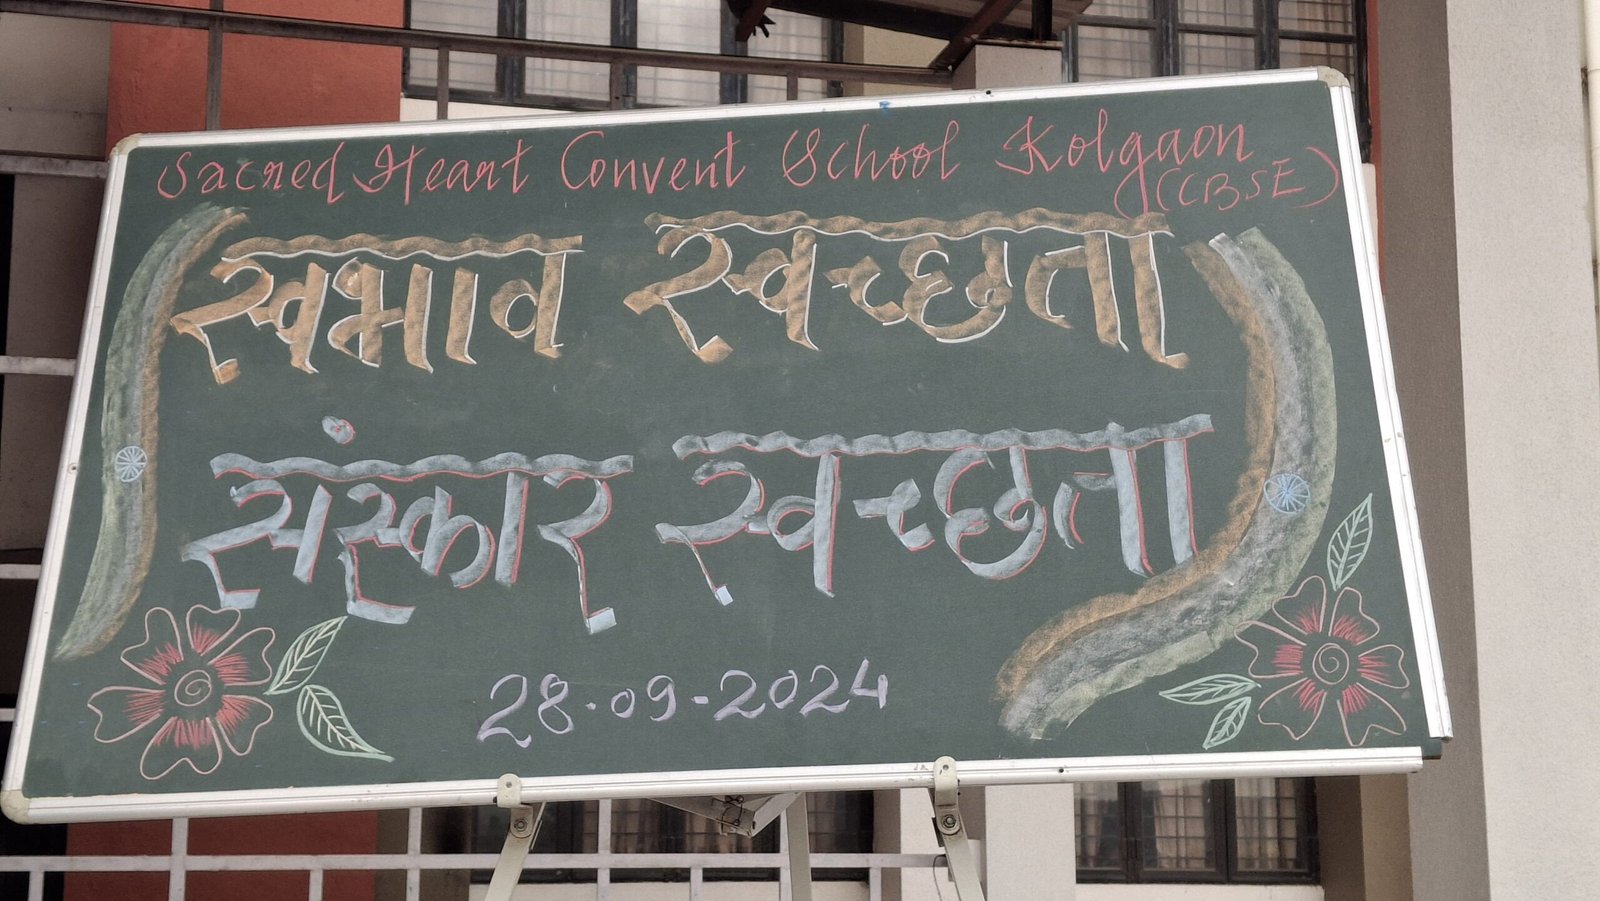 Sacred Heart Convent School Kolgaon
(CBSE)
स्वभाव स्वच्छता
संस्कार स्वच्छता
28-09-2024